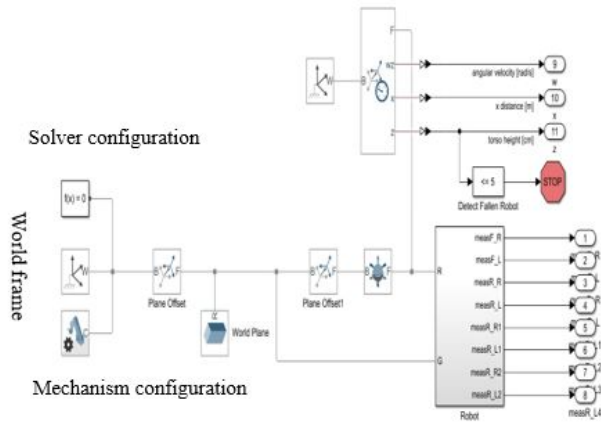 F
wz
W
B
x
z
angular velocity [rad/s]
9
w
x distance [m]
10
x
torso height [cm]
11
z
<= 5
STOP
Detect Fallen Robot
Solver configuration
World frame
f(x) = 0
W
C
Mechanism configuration
B F
Plane Offset
R
World Plane
B F
Plane Offset1
B F
R
G
measF_R
measF_L
measR_R
measR_L
measR_R1
measR_L1
measR_R2
measR_L2
Robot
1
2
3
4
5
6
7
8
measR_L4